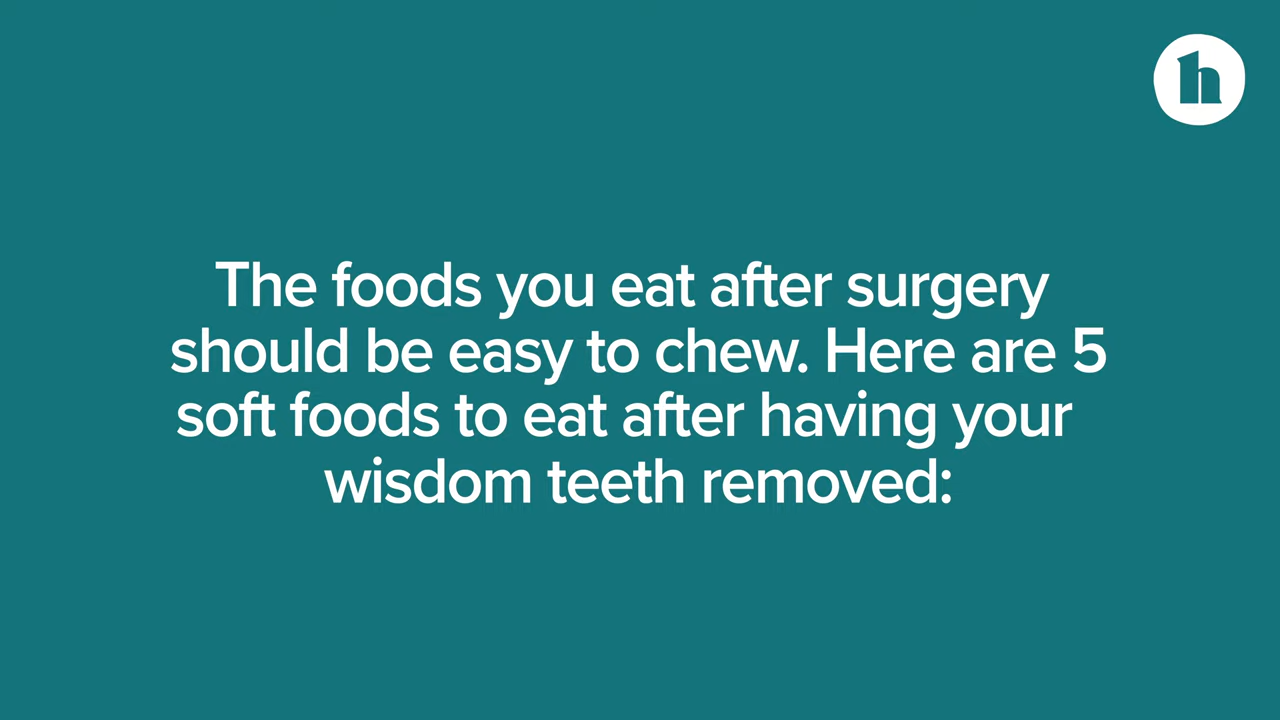 h
The foods you eat after surgery
should be easy to chew. Here are 5
soft foods to eat after having your
wisdom teeth removed: